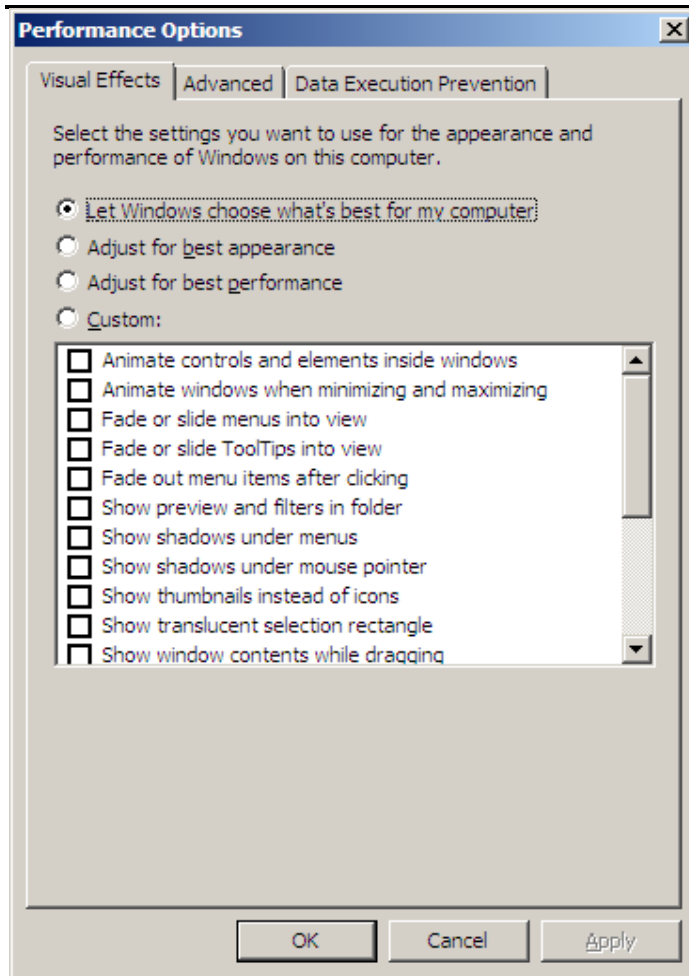 Performance Options
Visual Effects
Advanced
Data Execution Prevention
Select the settings you want to use for the appearance and
performance of Windows on this computer.
Let Windows choose what's best for my computer
Adjust for best appearance
Adjust for best performance
Custom:
Animate controls and elements inside windows
Animate windows when minimizing and maximizing
Fade or slide menus into view
Fade or slide ToolTips into view
Fade out menu items after clicking
Show preview and filters in folder
Show shadows under menus
Show shadows under mouse pointer
Show thumbnails instead of icons
Show translucent selection rectangle
Show window contents while dragging
OK
Cancel
Apply